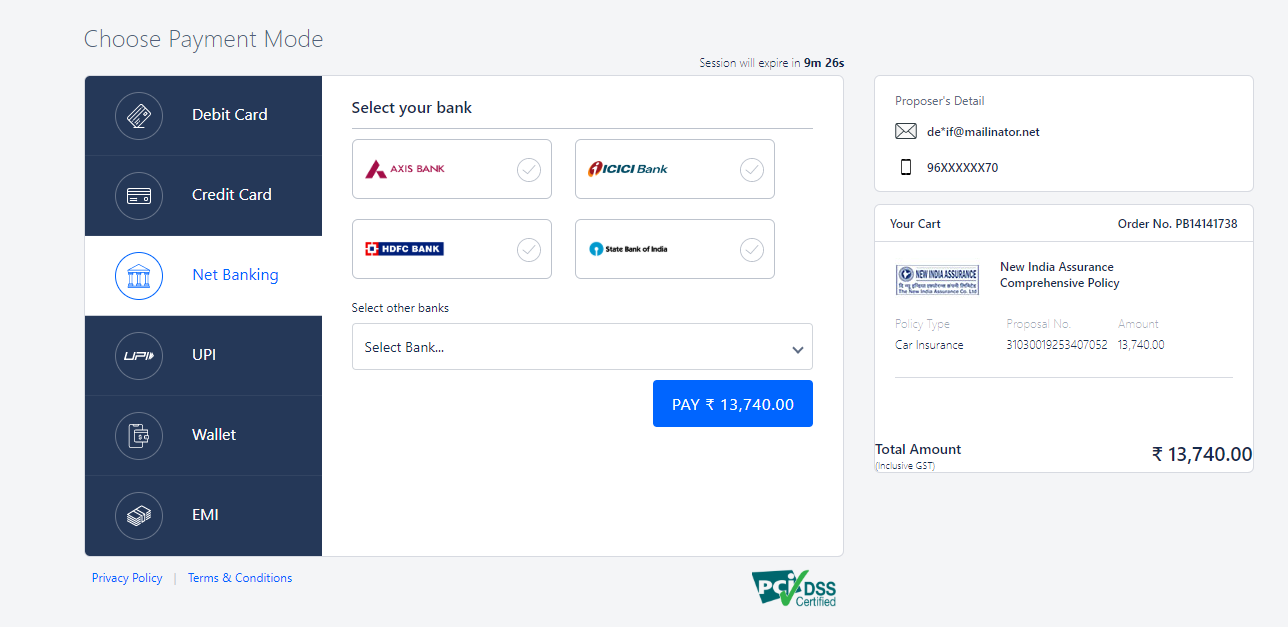 Choose Payment Mode
Session will expire in 9m 26s
Debit Card
Credit Card
Net Banking
UPI
UPI
Wallet
EMI
Select your bank
AXIS BANK
ICICI Bank
HDFC BANK
State Bank of India
Select other banks
Select Bank...
PAY ₹ 13,740.00
Proposer's Detail
de*if@mailinator.net
96XXXXXX70
Your Cart Order No. PB14141738
NEW INDIA ASSURANCE
The New India Assurance Co. Ltd
New India Assurance
Comprehensive Policy
Policy Type Proposal No. Amount
Car Insurance 31030019253407052 13,740.00
Total Amount ₹ 13,740.00
(Inclusive GST)
Privacy Policy | Terms & Conditions
PCI DSS
Certified